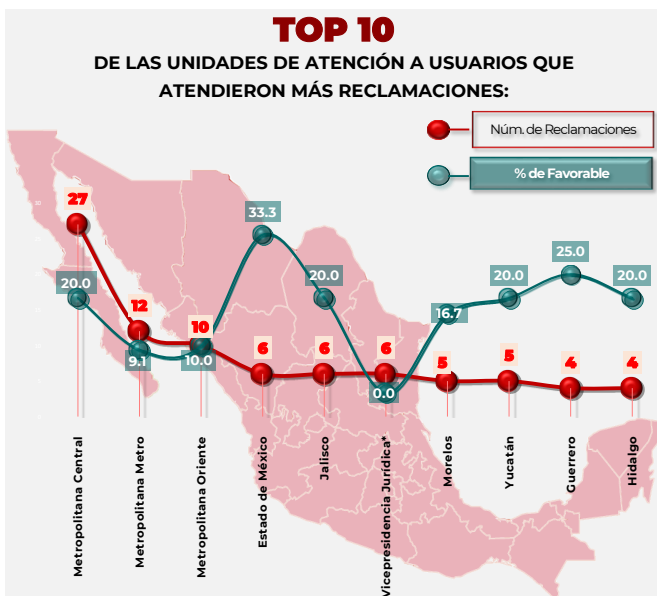 TOP 10
DE LAS UNIDADES DE ATENCIÓN A USUARIOS QUE
ATENDIERON MÁS RECLAMACIONES:
Núm. de Reclamaciones
% de Favorable
27
12
10
6
6
6
5
5
4
4
20.0
9.1
10.0
33.3
20.0
0.0
16.7
20.0
25.0
20.0
Metropolitana Central
Metropolitana Metro
Metropolitana Oriente
Estado de México
Jalisco
Vicepresidencia Jurídica*
Morelos
Yucatán
Guerrero
Hidalgo